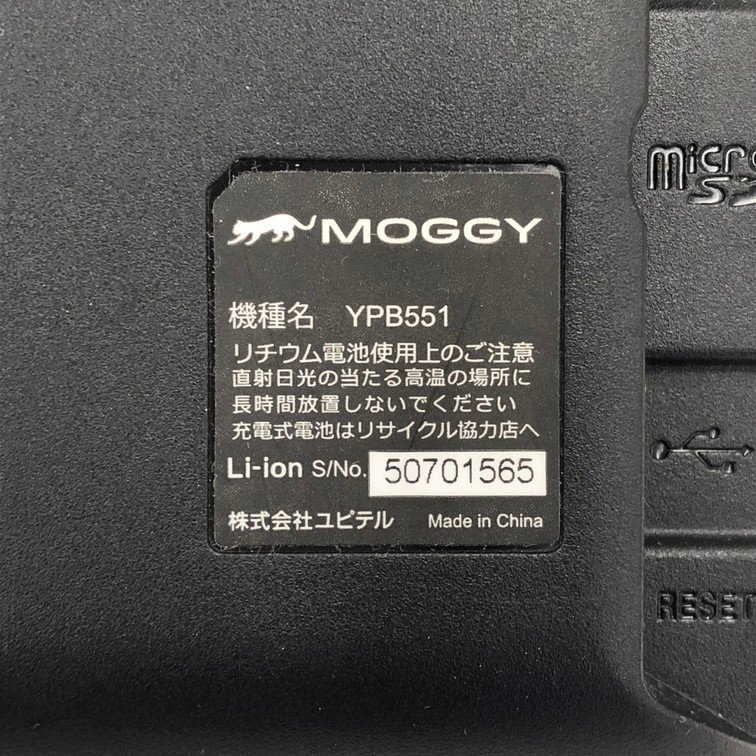 MOGGY
機種名 YPB551
リチウム電池使用上のご注意
直射日光の当たる高温の場所に
長時間放置しないでください
充電式電池はリサイクル協力店へ
Li-ion S/No. 50701565
株式会社ユピテル Made in China
micro
RESET